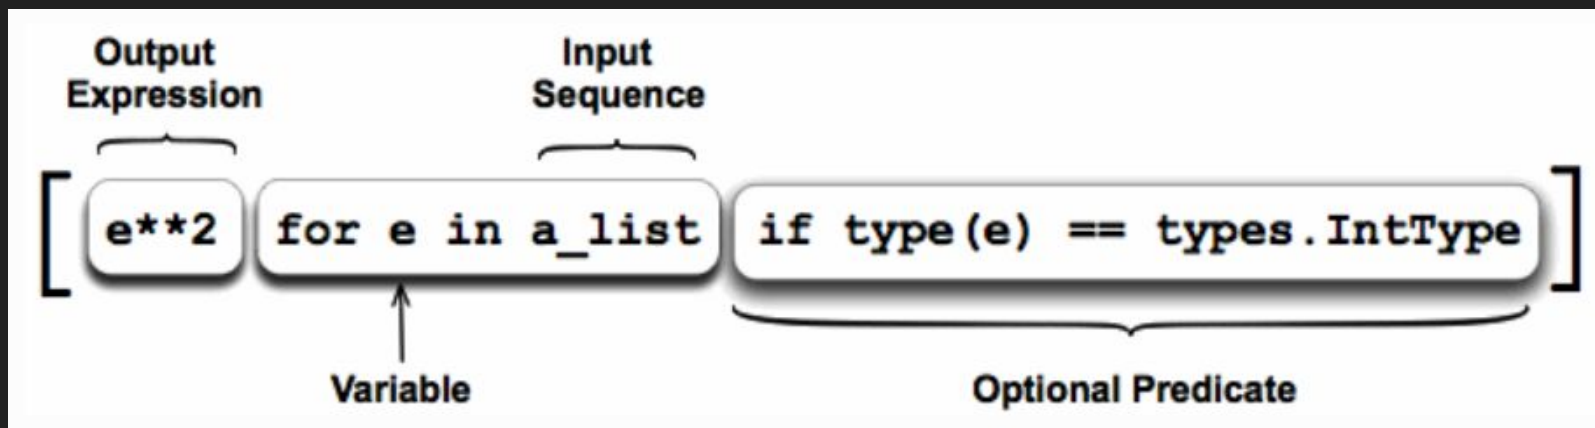 Output
Expression
Input
Sequence
[ e**2 for e in a_list if type(e) == types.IntType ]
Variable
Optional Predicate